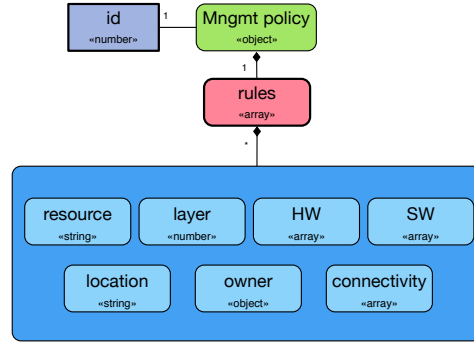 id
«number»
1
Mngmt policy
«object»
1
rules
«array»
*
resource
«string»
layer
«number»
HW
«array»
SW
«array»
location
«string»
owner
«object»
connectivity
«array»